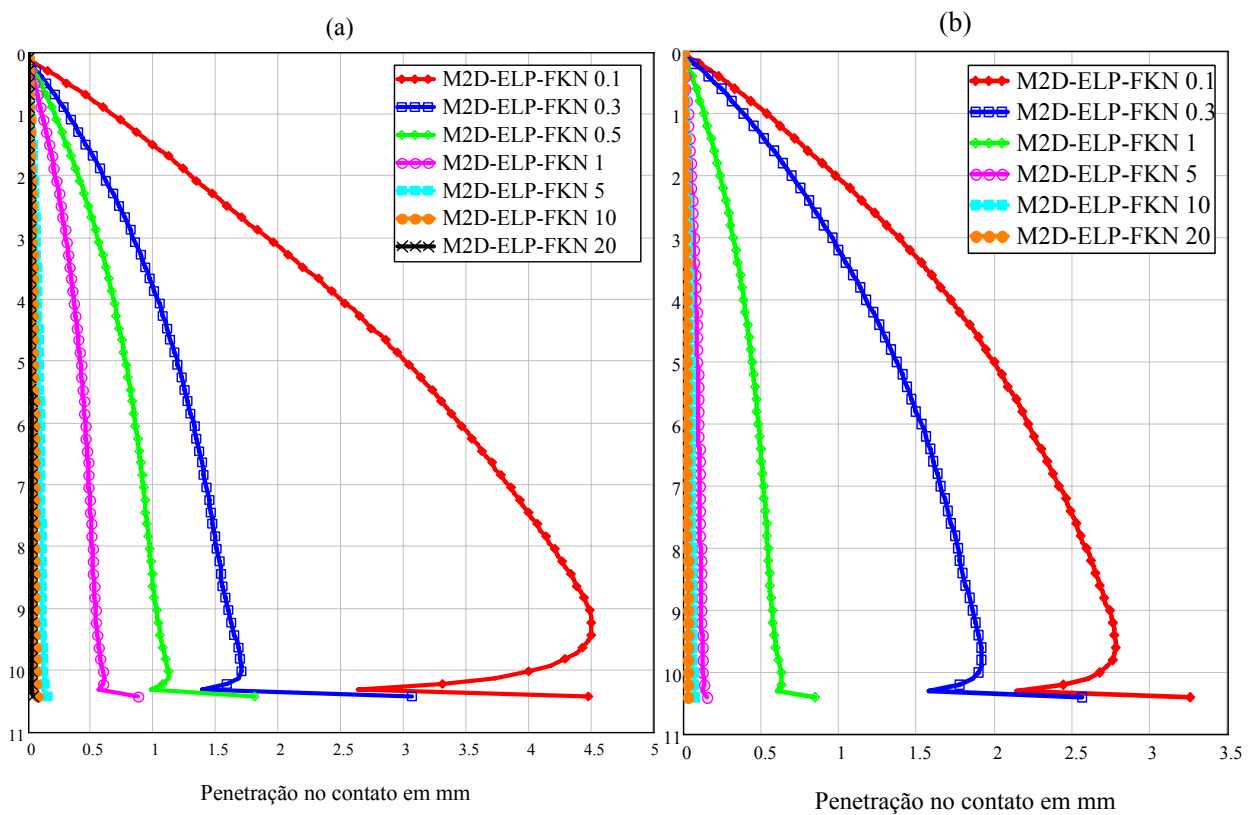 (a)
0
1
2
3
4
5
6
7
8
9
10
11
0 0.5 1 1.5 2 2.5 3 3.5 4 4.5 5
M2D-ELP-FKN 0.1
M2D-ELP-FKN 0.3
M2D-ELP-FKN 0.5
M2D-ELP-FKN 1
M2D-ELP-FKN 5
M2D-ELP-FKN 10
M2D-ELP-FKN 20
Penetração no contato em mm
(b)
0
1
2
3
4
5
6
7
8
9
10
11
0 0.5 1 1.5 2 2.5 3 3.5
M2D-ELP-FKN 0.1
M2D-ELP-FKN 0.3
M2D-ELP-FKN 1
M2D-ELP-FKN 5
M2D-ELP-FKN 10
M2D-ELP-FKN 20
Penetração no contato em mm